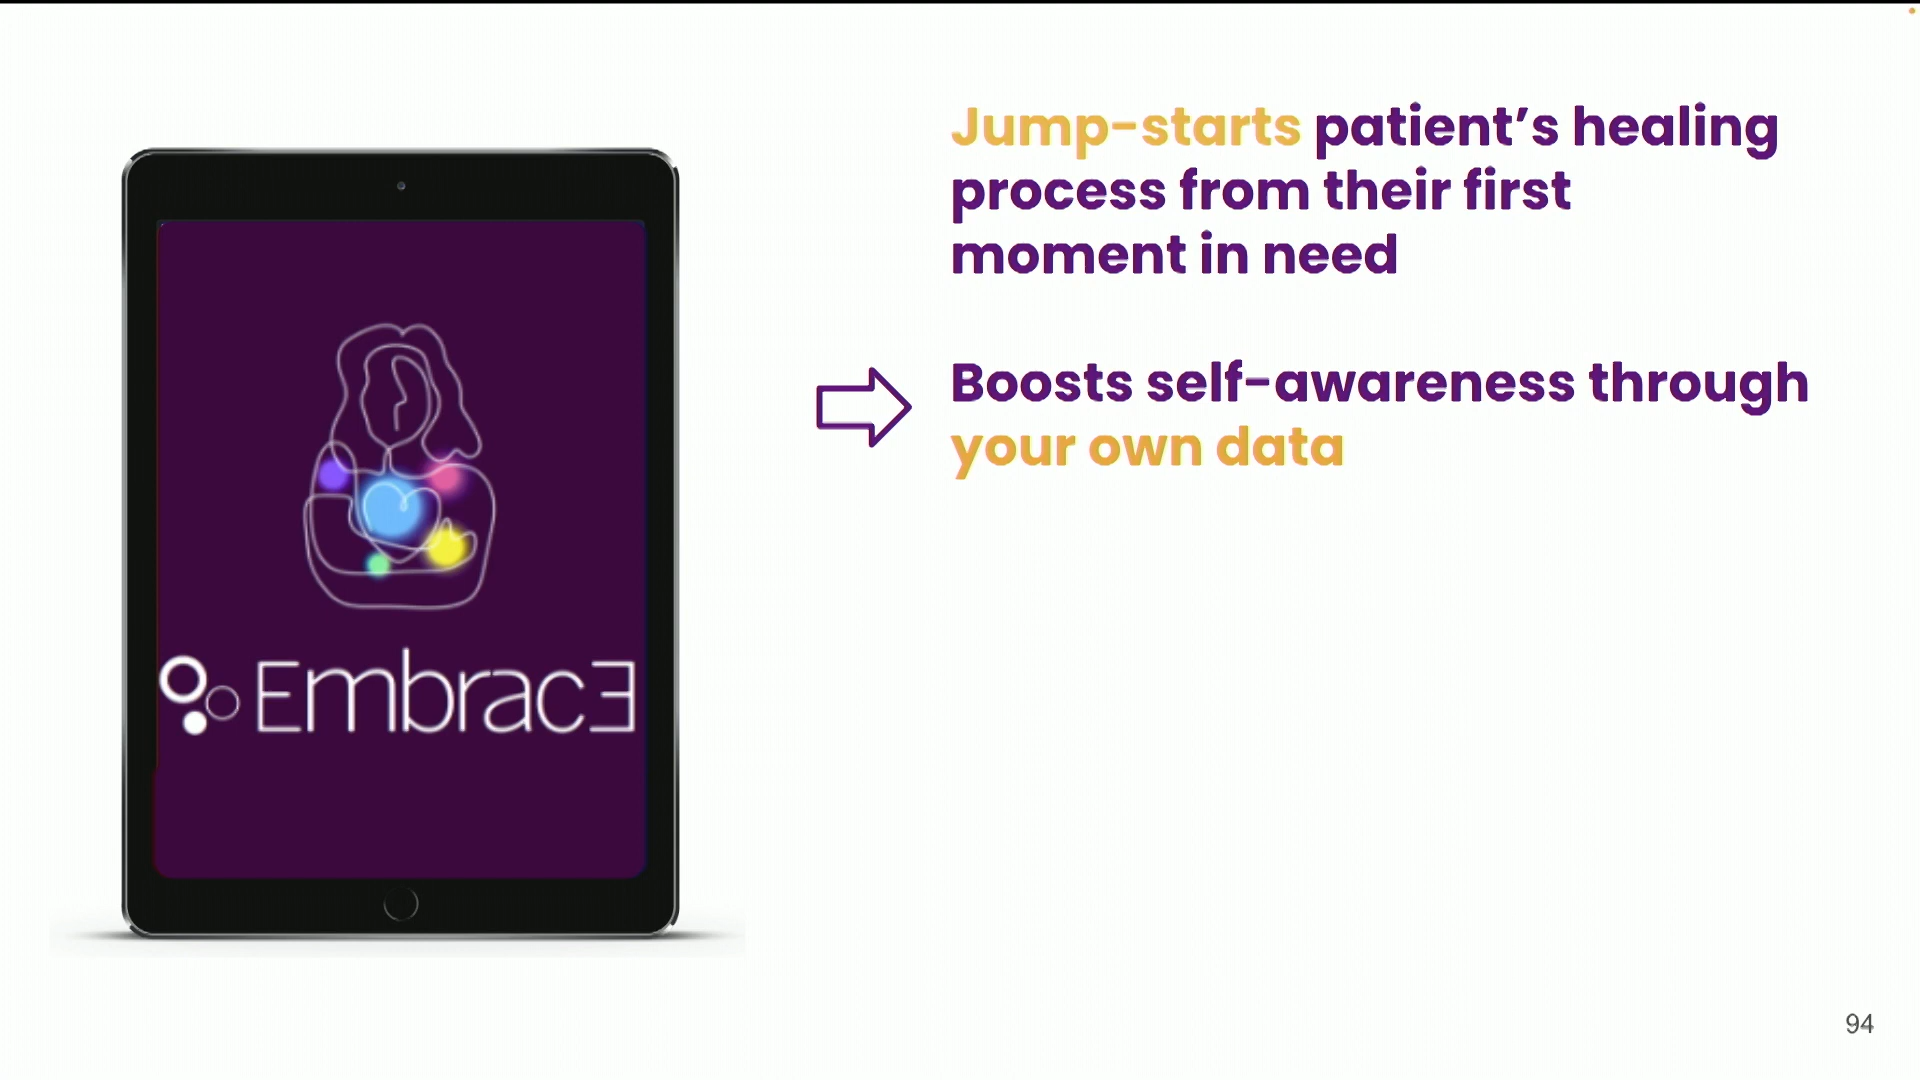 Jump-starts patient’s healing
process from their first
moment in need
Boosts self-awareness through
your own data
EmbracƎ
94